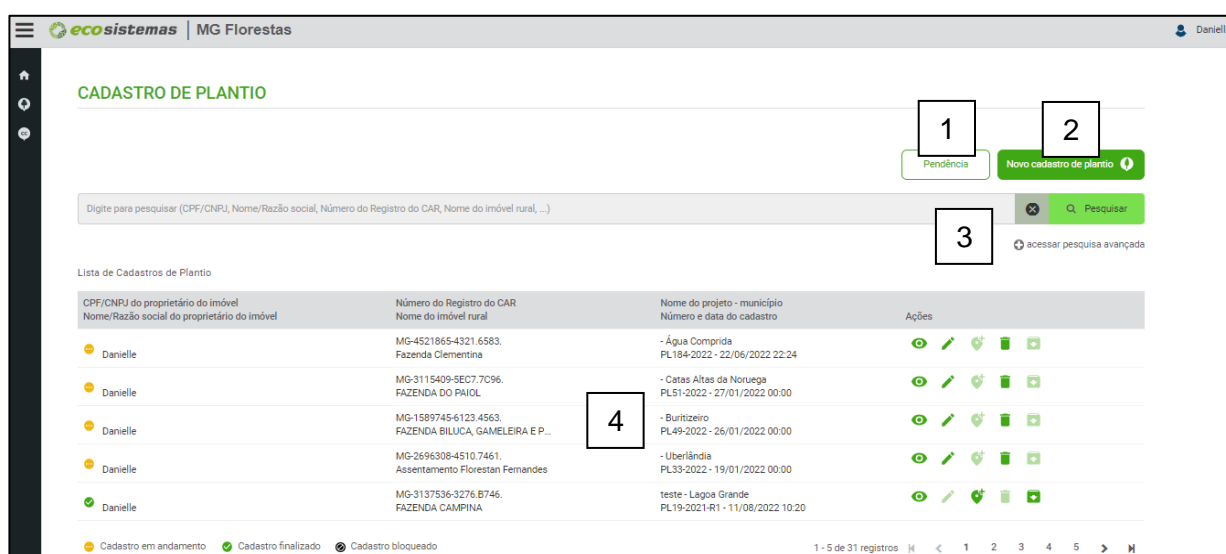 ecosistemas | MG Florestas
Daniell
CADASTRO DE PLANTIO
1
2
Pendência
Novo cadastro de plantio
Digite para pesquisar (CPF/CNPJ, Nome/Razão social, Número do Registro do CAR, Nome do imóvel rural, ...)
Pesquisar
3
acessar pesquisa avançada
Lista de Cadastros de Plantio
CPF/CNPJ do proprietário do imóvel
Nome/Razão social do proprietário do imóvel
Número do Registro do CAR
Nome do imóvel rural
Nome do projeto - município
Número e data do cadastro
Ações
Danielle
MG-4521865-4321.6583.
Fazenda Clementina
- Água Comprida
PL184-2022 - 22/06/2022 22:24
Danielle
MG-3115409-5EC7.7C96.
FAZENDA DO PAIOL
- Catas Altas da Noruega
PL51-2022 - 27/01/2022 00:00
4
Danielle
MG-1589745-6123.4563.
FAZENDA BILUCA, GAMELEIRA E P...
- Buritizeiro
PL49-2022 - 26/01/2022 00:00
Danielle
MG-2696308-4510.7461.
Assentamento Florestan Fernandes
- Uberlândia
PL33-2022 - 19/01/2022 00:00
Danielle
MG-3137536-3276.B746.
FAZENDA CAMPINA
teste - Lagoa Grande
PL19-2021-R1 - 11/08/2022 10:20
Cadastro em andamento Cadastro finalizado Cadastro bloqueado
1 - 5 de 31 registros 1 2 3 4 5